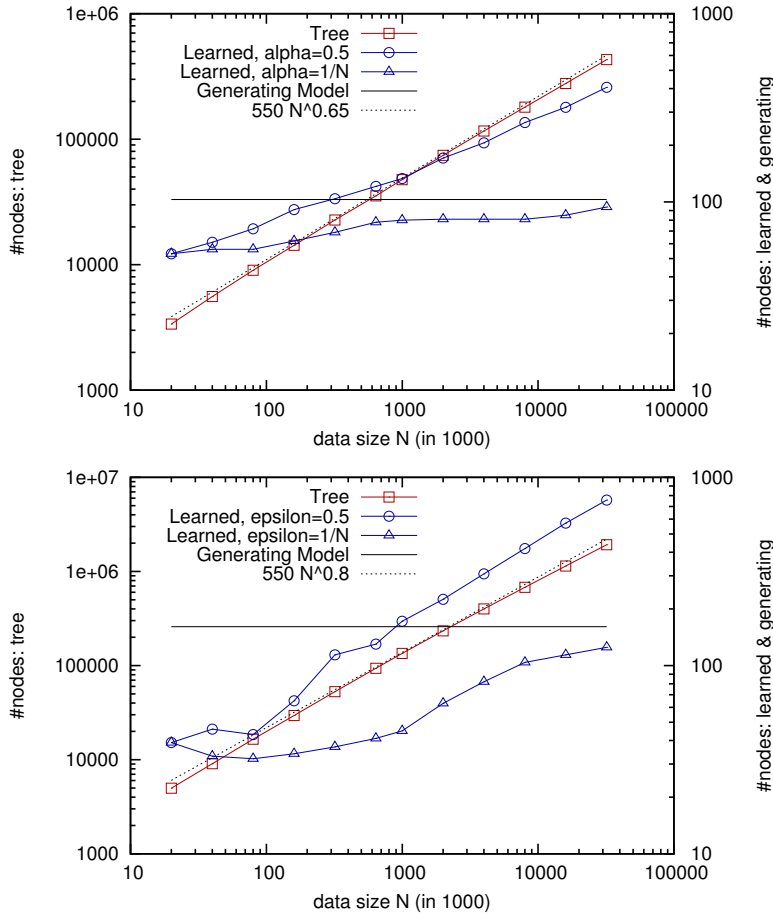 1e+06
100000
10000
1000
1000
100
10
#nodes: tree
#nodes: learned & generating
Tree
Learned, alpha=0.5
Learned, alpha=1/N
Generating Model
550 N^0.65
10
100
1000
10000
100000
data size N (in 1000)
1e+07
1e+06
100000
10000
1000
1000
100
10
#nodes: tree
#nodes: learned & generating
Tree
Learned, epsilon=0.5
Learned, epsilon=1/N
Generating Model
550 N^0.8
10
100
1000
10000
100000
data size N (in 1000)